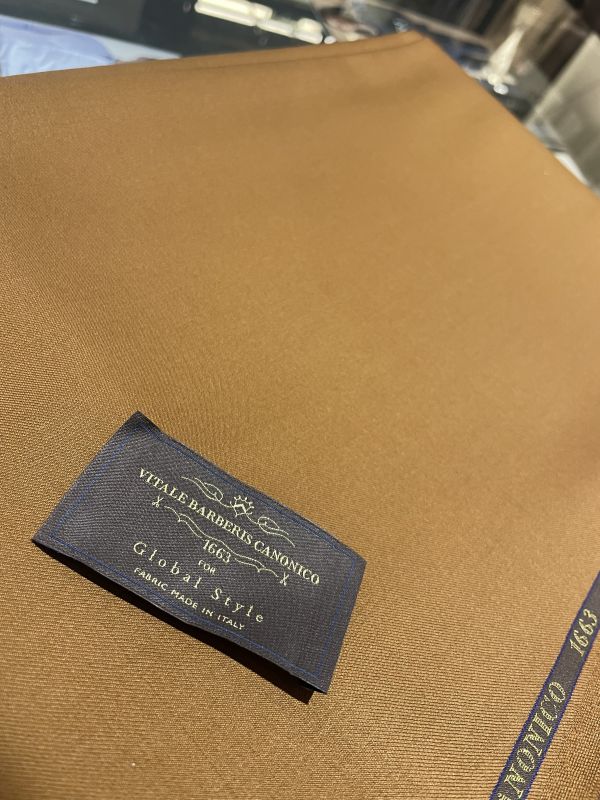 VITALE BARBERIS CANONICO
1663
FOR
Global Style
FABRIC MADE IN ITALY
NONICO 1663